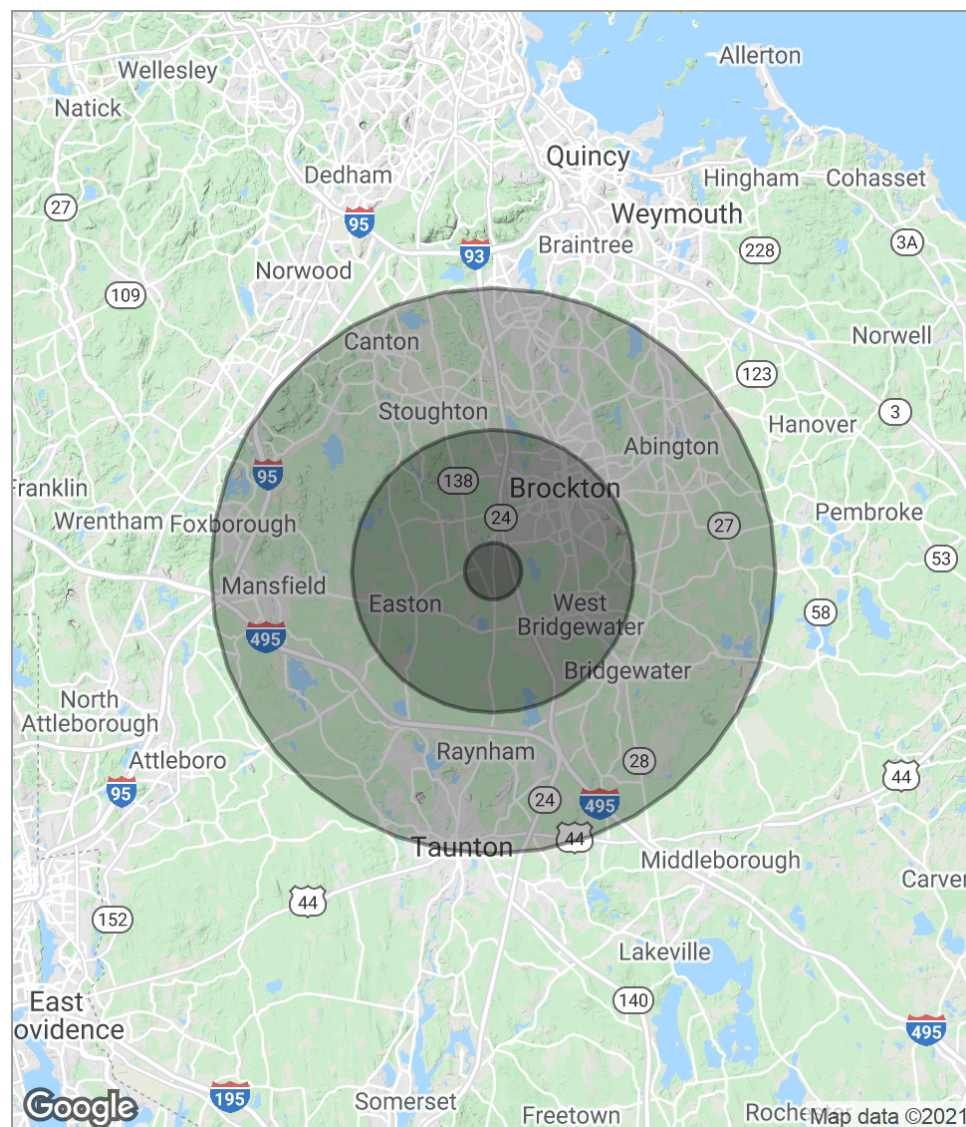 Allerton
Wellesley
Natick
Quincy
Dedham
Hingham
Cohasset
27
Weymouth
95
93
Braintree
228
3A
Norwood
109
Canton
Norwell
123
Stoughton
3
Hanover
Abington
95
138
Brockton
Franklin
24
Wrentham
Foxborough
27
Pembroke
53
Mansfield
Easton
West
Bridgewater
58
495
Bridgewater
North
Attleborough
Raynham
Attleboro
28
44
95
24
495
44
Taunton
Middleborough
Carver
44
152
Lakeville
East
ovidence
140
495
195
Somerset
Freetown
Google
Map data ©2021